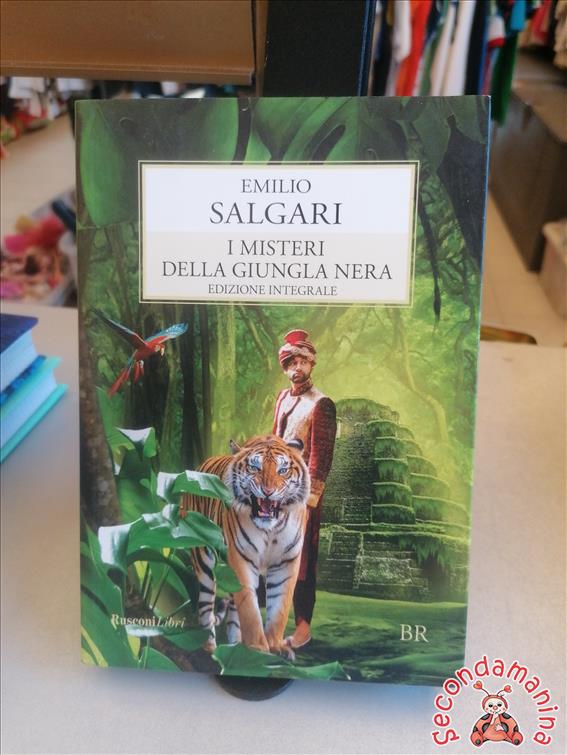 EMILIO
SALGARI
I MISTERI
DELLA GIUNGLA NERA
EDIZIONE INTEGRALE
RusconiLibri
BR
Secondamanina